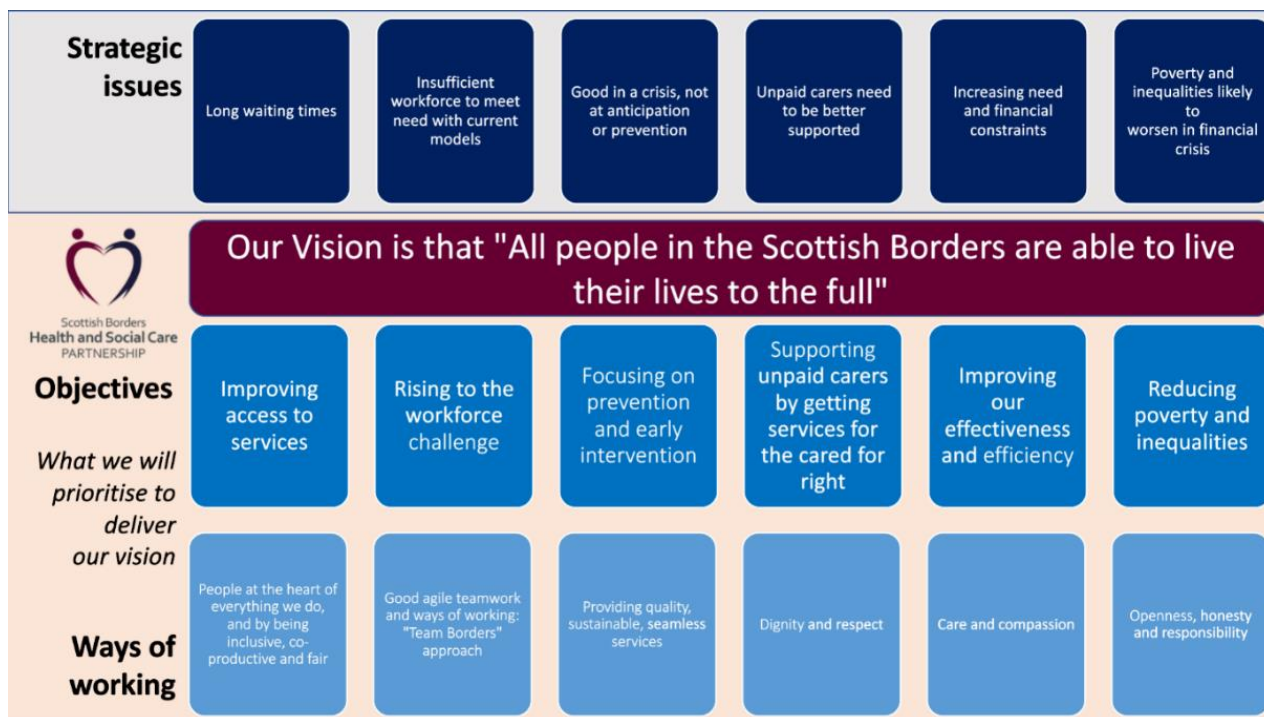 Strategic
issues
Long waiting times
Insufficient
workforce to meet
need with current
models
Good in a crisis, not
at anticipation
or prevention
Unpaid carers need
to be better
supported
Increasing need
and financial
constraints
Poverty and
inequalities likely
to
worsen in financial
crisis
Scottish Borders
Health and Social Care
PARTNERSHIP
Our Vision is that "All people in the Scottish Borders are able to live
their lives to the full"
Objectives
What we will
prioritise to
deliver
our vision
Improving
access to
services
Rising to the
workforce
challenge
Focusing on
prevention
and early
intervention
Supporting
unpaid carers
by getting
services for
the cared for
right
Improving
our
effectiveness
and efficiency
Reducing
poverty and
inequalities
Ways of
working
People at the heart of
everything we do,
and by being
inclusive, co-
productive and fair
Good agile teamwork
and ways of working:
"Team Borders"
approach
Providing quality,
sustainable, seamless
services
Dignity and respect
Care and compassion
Openness, honesty
and responsibility